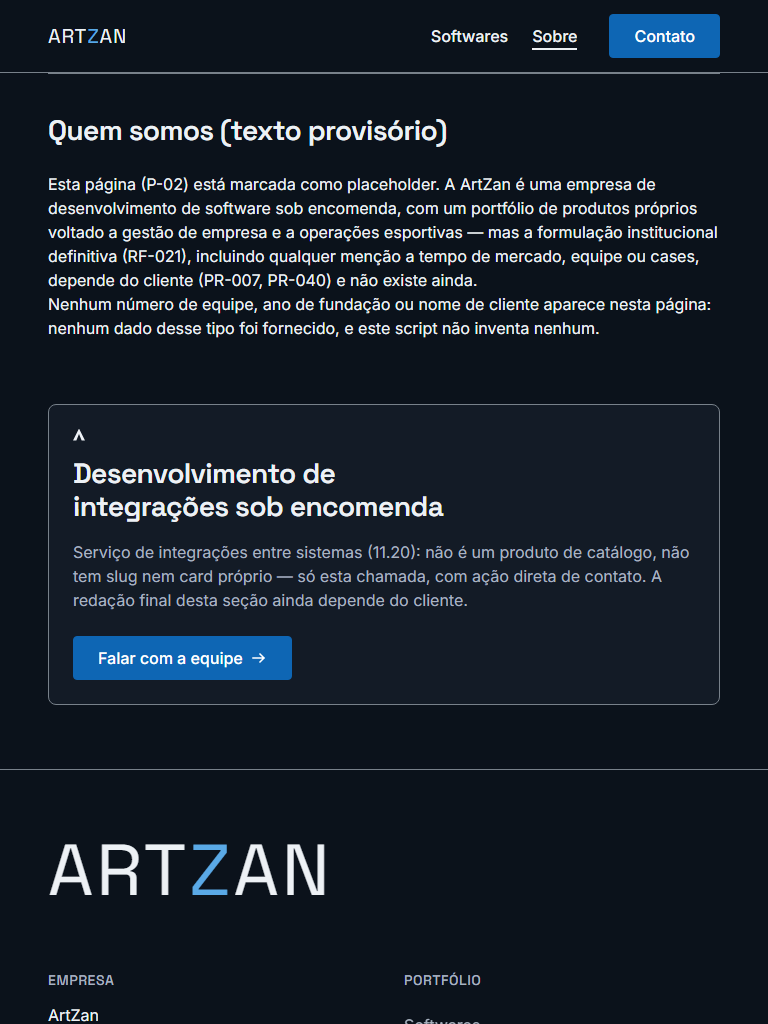 ARTZAN
Softwares
Sobre
Contato
Quem somos (texto provisório)
Esta página (P-02) está marcada como placeholder. A ArtZan é uma empresa de
desenvolvimento de software sob encomenda, com um portfólio de produtos próprios
voltado a gestão de empresa e a operações esportivas — mas a formulação institucional
definitiva (RF-021), incluindo qualquer menção a tempo de mercado, equipe ou cases,
depende do cliente (PR-007, PR-040) e não existe ainda.
Nenhum número de equipe, ano de fundação ou nome de cliente aparece nesta página:
nenhum dado desse tipo foi fornecido, e este script não inventa nenhum.
Desenvolvimento de
integrações sob encomenda
Serviço de integrações entre sistemas (11.20): não é um produto de catálogo, não
tem slug nem card próprio — só esta chamada, com ação direta de contato. A
redação final desta seção ainda depende do cliente.
Falar com a equipe →
ARTZAN
EMPRESA
PORTFÓLIO
ArtZan
Softwares